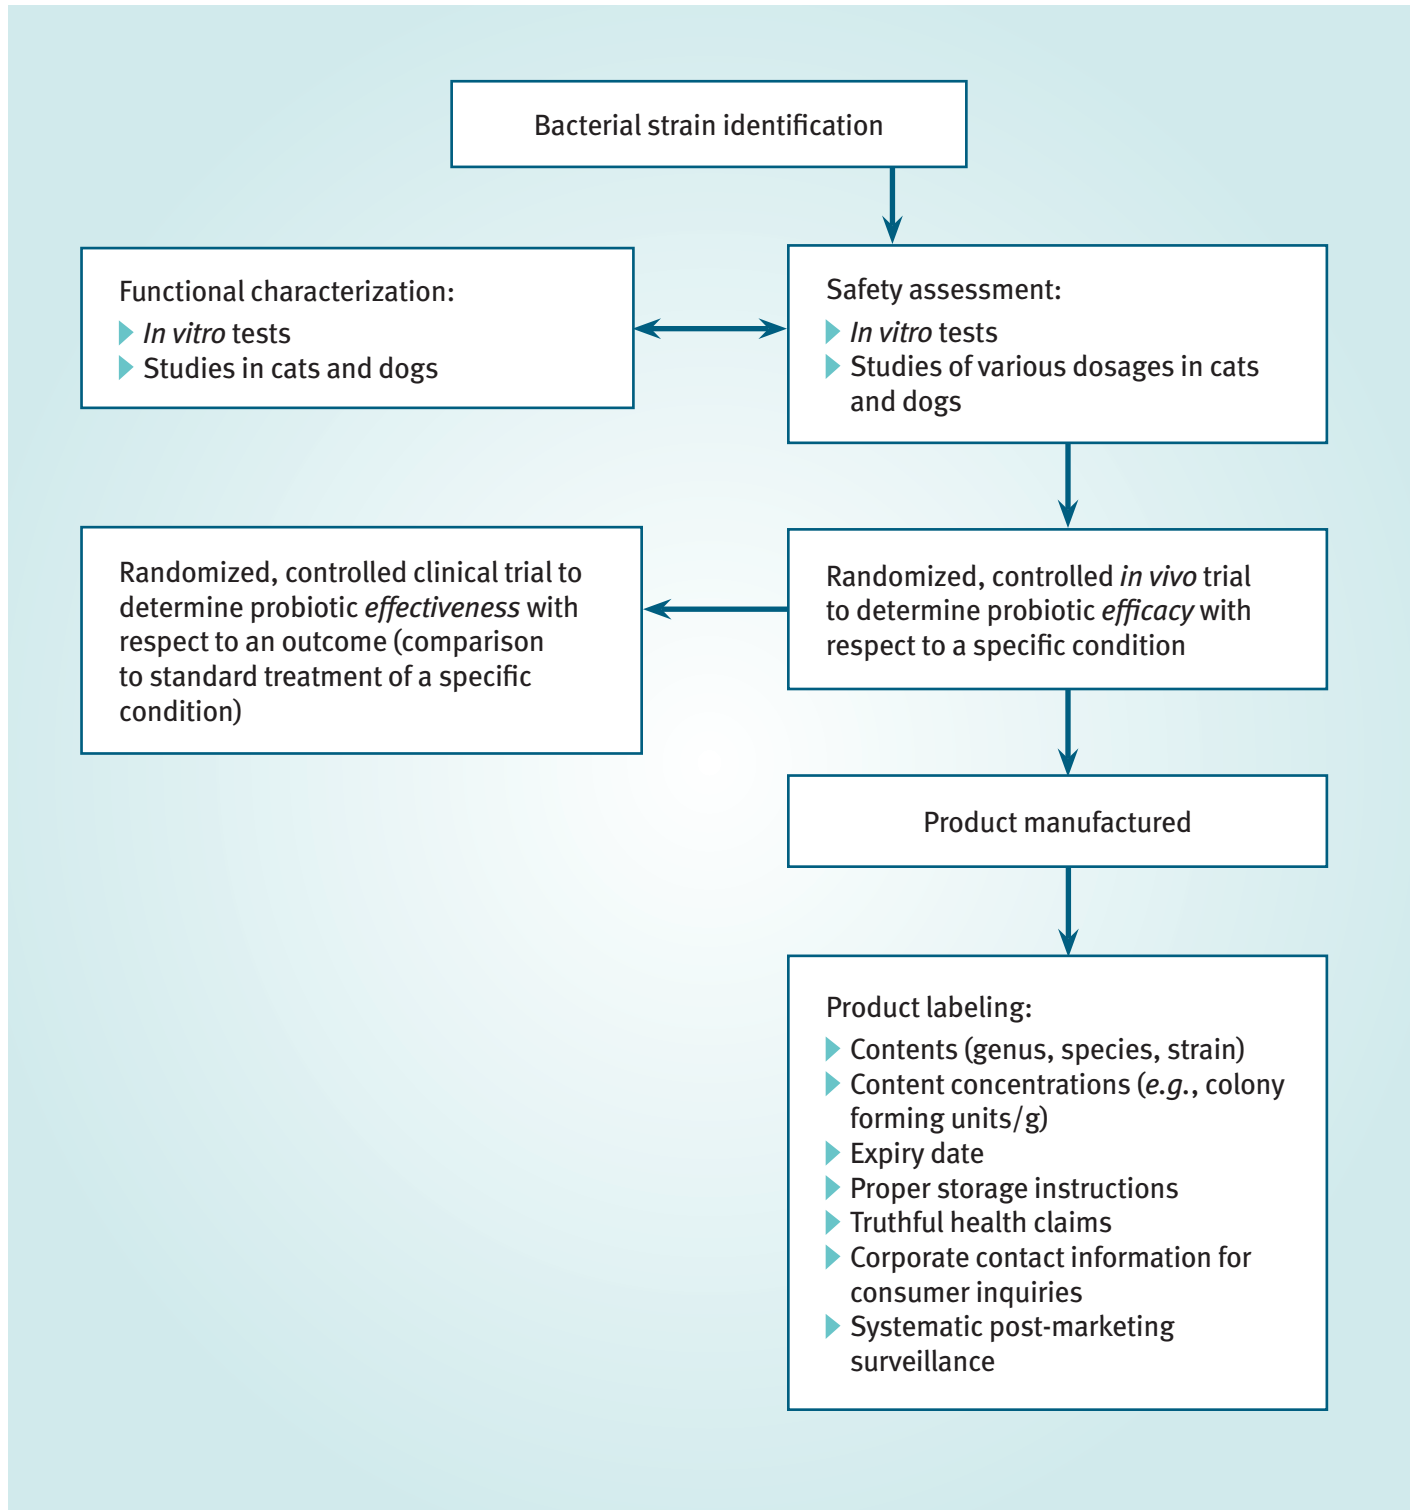 Bacterial strain identification
Functional characterization:
In vitro tests
Studies in cats and dogs
Safety assessment:
In vitro tests
Studies of various dosages in cats
and dogs
Randomized, controlled clinical trial to
determine probiotic effectiveness with
respect to an outcome (comparison
to standard treatment of a specific
condition)
Randomized, controlled in vivo trial
to determine probiotic efficacy with
respect to a specific condition
Product manufactured
Product labeling:
Contents (genus, species, strain)
Content concentrations (e.g., colony
forming units/g)
Expiry date
Proper storage instructions
Truthful health claims
Corporate contact information for
consumer inquiries
Systematic post-marketing
surveillance